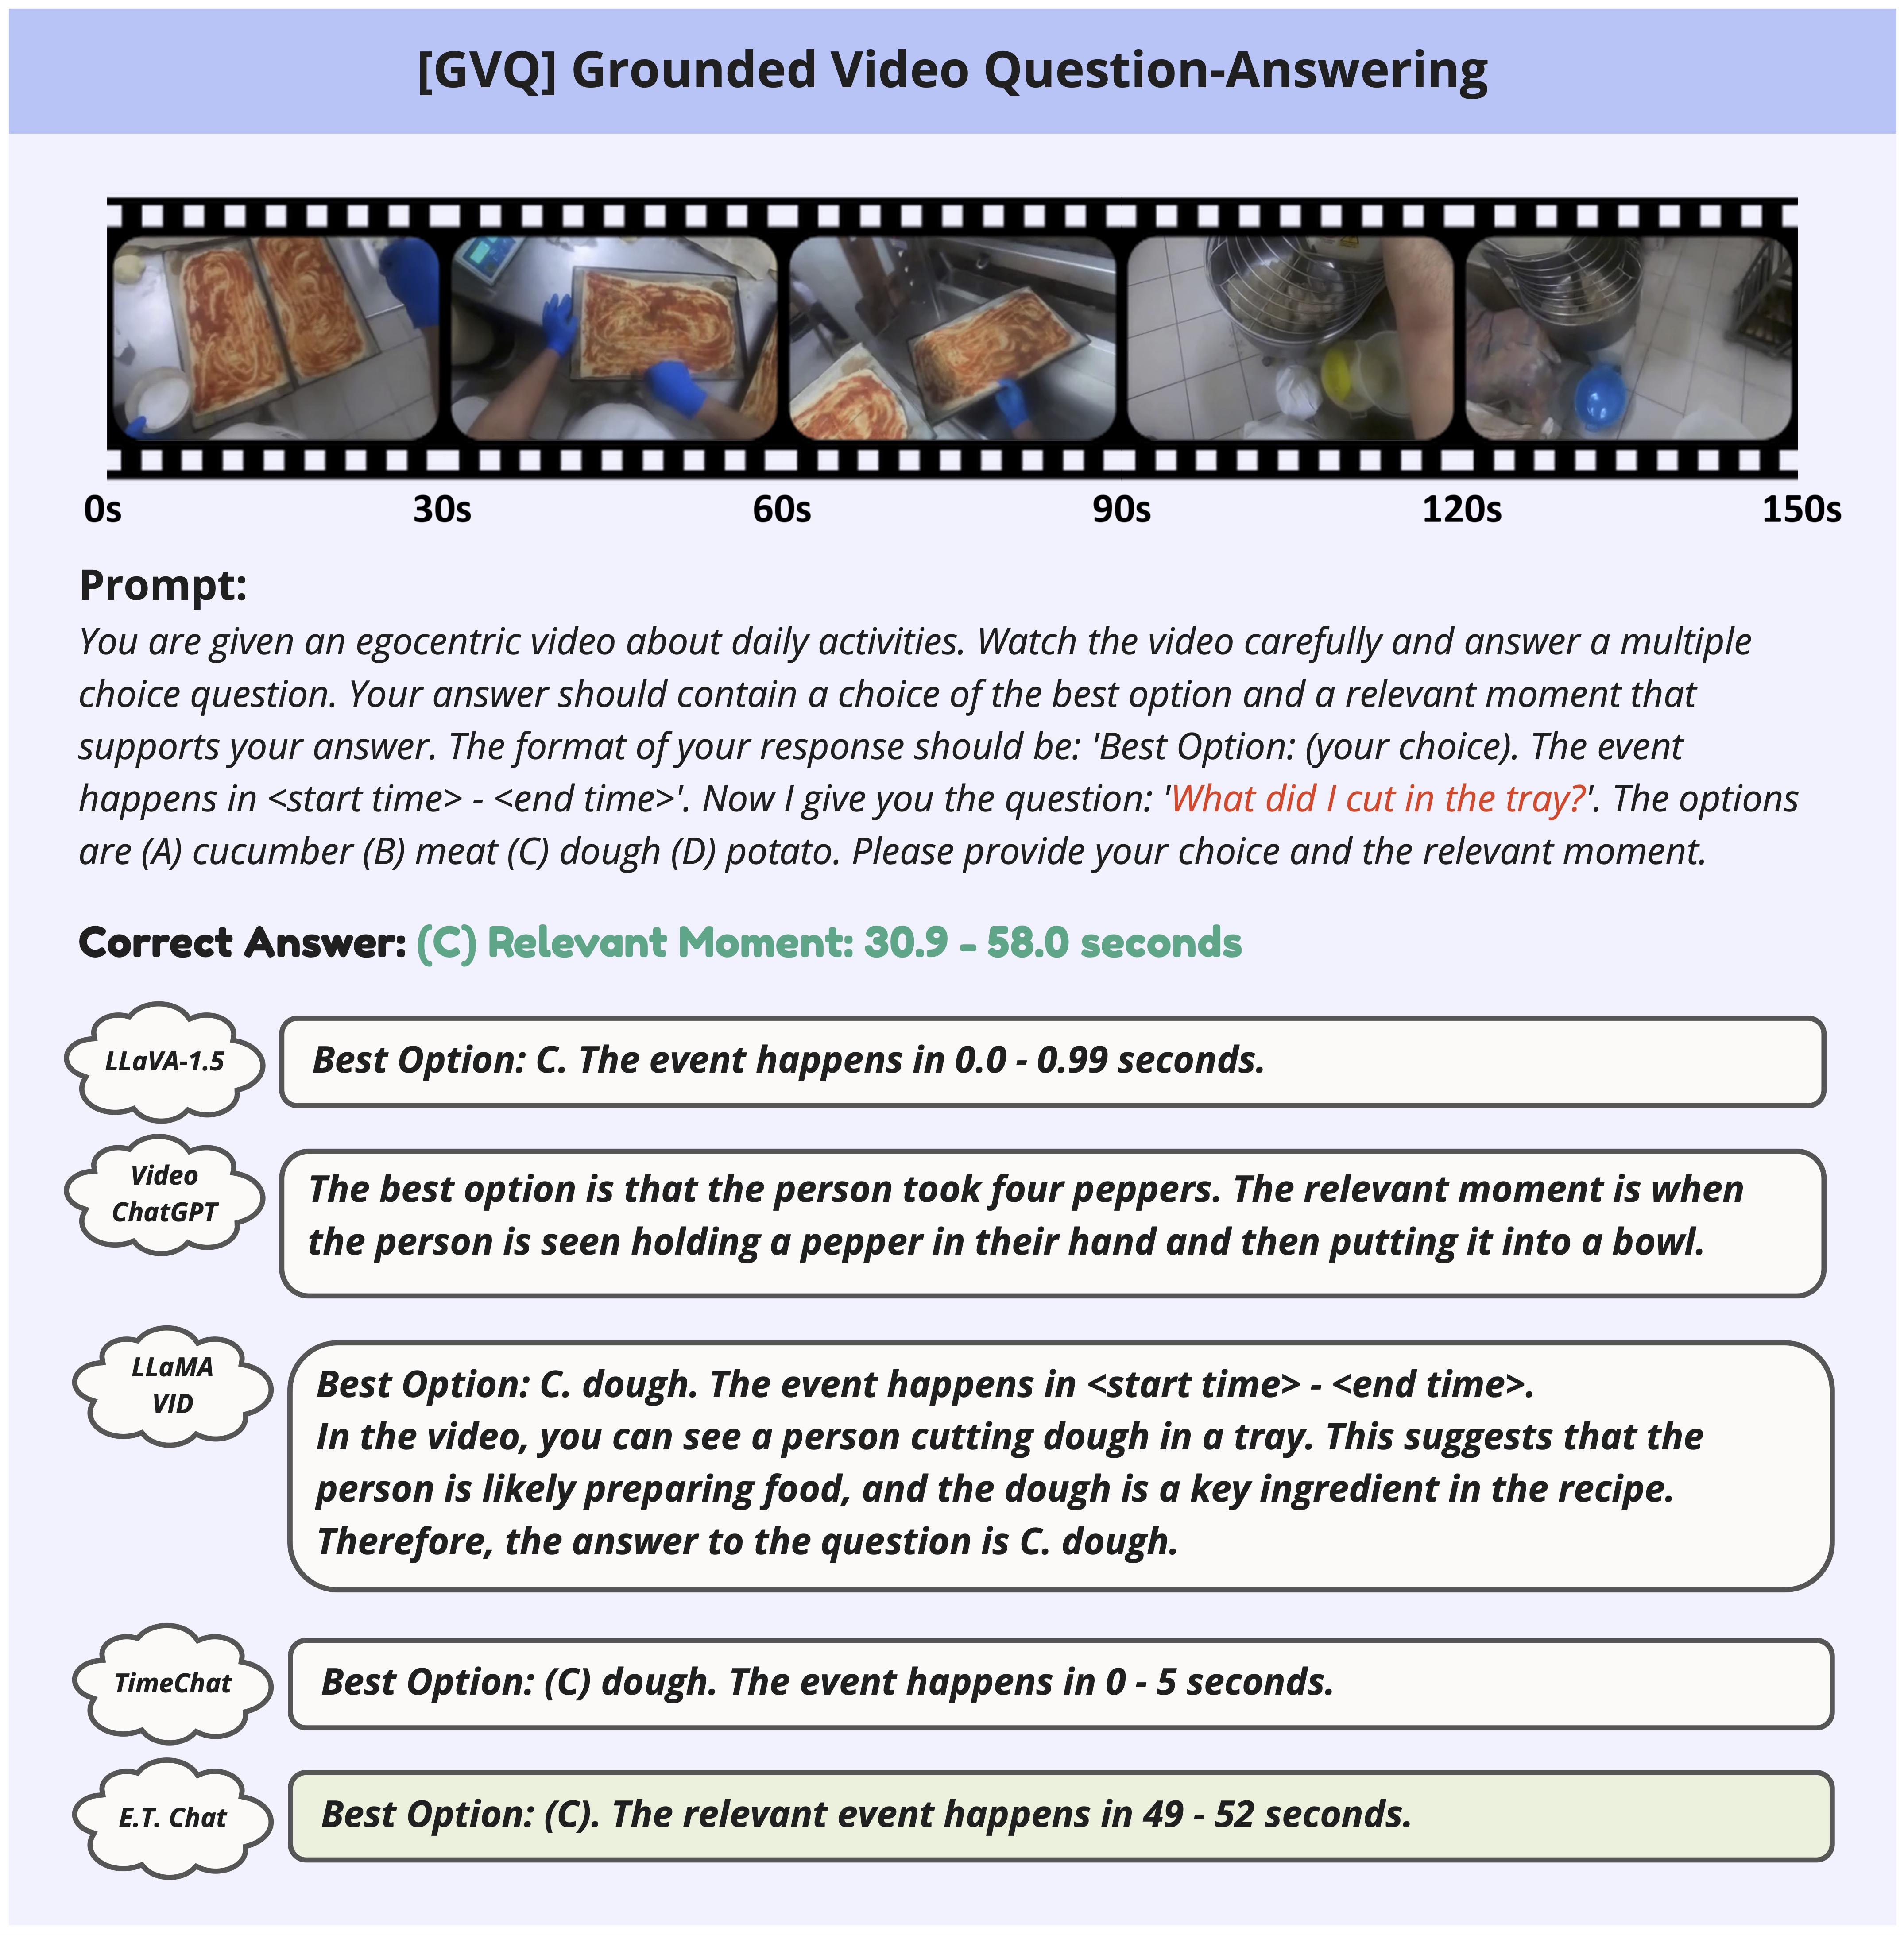 [GVQ] Grounded Video Question-Answering
0s 30s 60s 90s 120s 150s
Prompt:
You are given an egocentric video about daily activities. Watch the video carefully and answer a multiple
choice question. Your answer should contain a choice of the best option and a relevant moment that
supports your answer. The format of your response should be: 'Best Option: (your choice). The event
happens in <start time> - <end time>'. Now I give you the question: 'What did I cut in the tray?'. The options
are (A) cucumber (B) meat (C) dough (D) potato. Please provide your choice and the relevant moment.
Correct Answer: (C) Relevant Moment: 30.9 - 58.0 seconds
LLaVA-1.5
Best Option: C. The event happens in 0.0 - 0.99 seconds.
Video
ChatGPT
The best option is that the person took four peppers. The relevant moment is when
the person is seen holding a pepper in their hand and then putting it into a bowl.
LLaMA
VID
Best Option: C. dough. The event happens in <start time> - <end time>.
In the video, you can see a person cutting dough in a tray. This suggests that the
person is likely preparing food, and the dough is a key ingredient in the recipe.
Therefore, the answer to the question is C. dough.
TimeChat
Best Option: (C) dough. The event happens in 0 - 5 seconds.
E.T. Chat
Best Option: (C). The relevant event happens in 49 - 52 seconds.